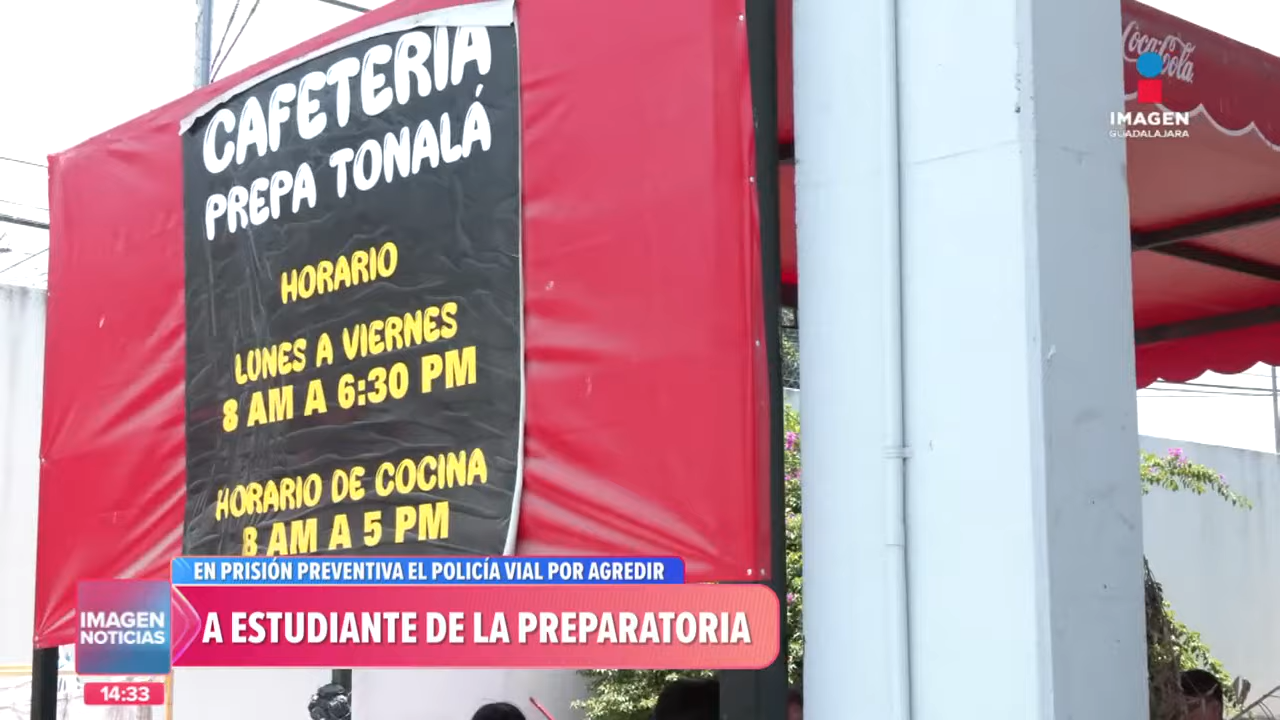 CAFETERIA
PREPA TONALÁ
HORARIO
LUNES A VIERNES
8 AM A 6:30 PM
HORARIO DE COCINA
8 AM A 5 PM
Coca-Cola
IMAGEN
GUADALAJARA
EN PRISIÓN PREVENTIVA EL POLICÍA VIAL POR AGREDIR
A ESTUDIANTE DE LA PREPARATORIA
IMAGEN
NOTICIAS
14:33